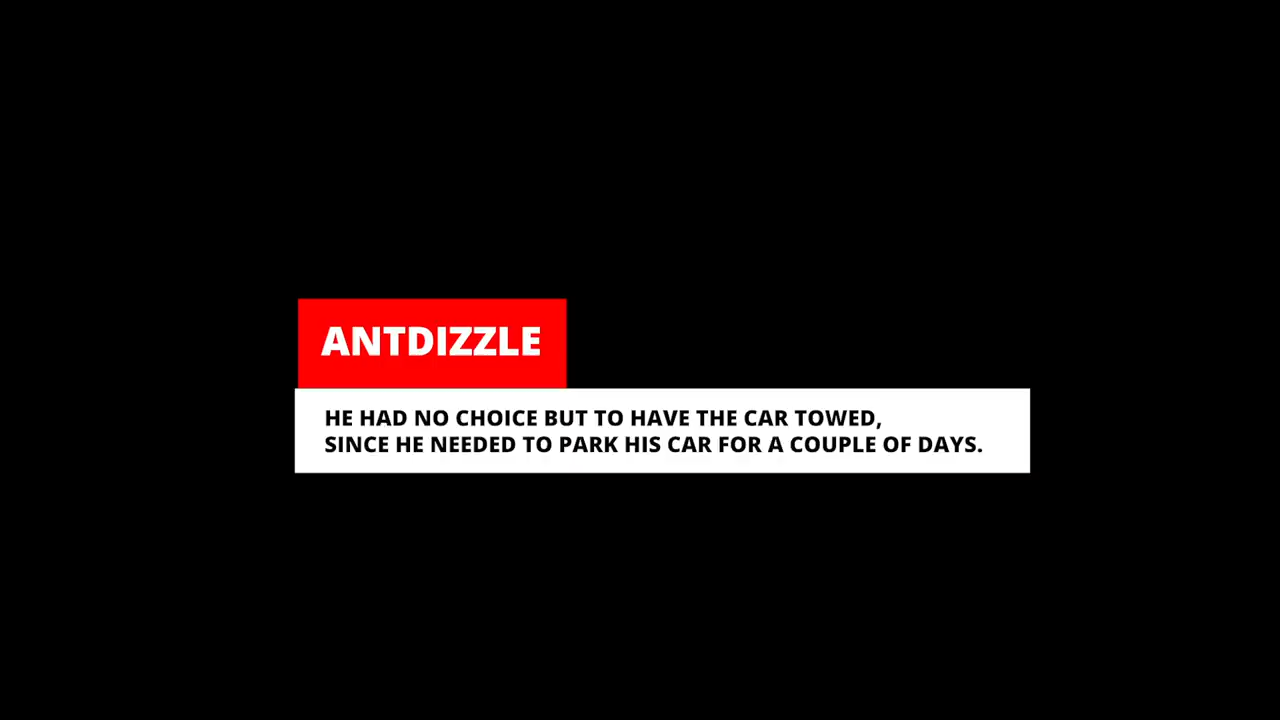 ANTDIZZLE
HE HAD NO CHOICE BUT TO HAVE THE CAR TOWED,
SINCE HE NEEDED TO PARK HIS CAR FOR A COUPLE OF DAYS.